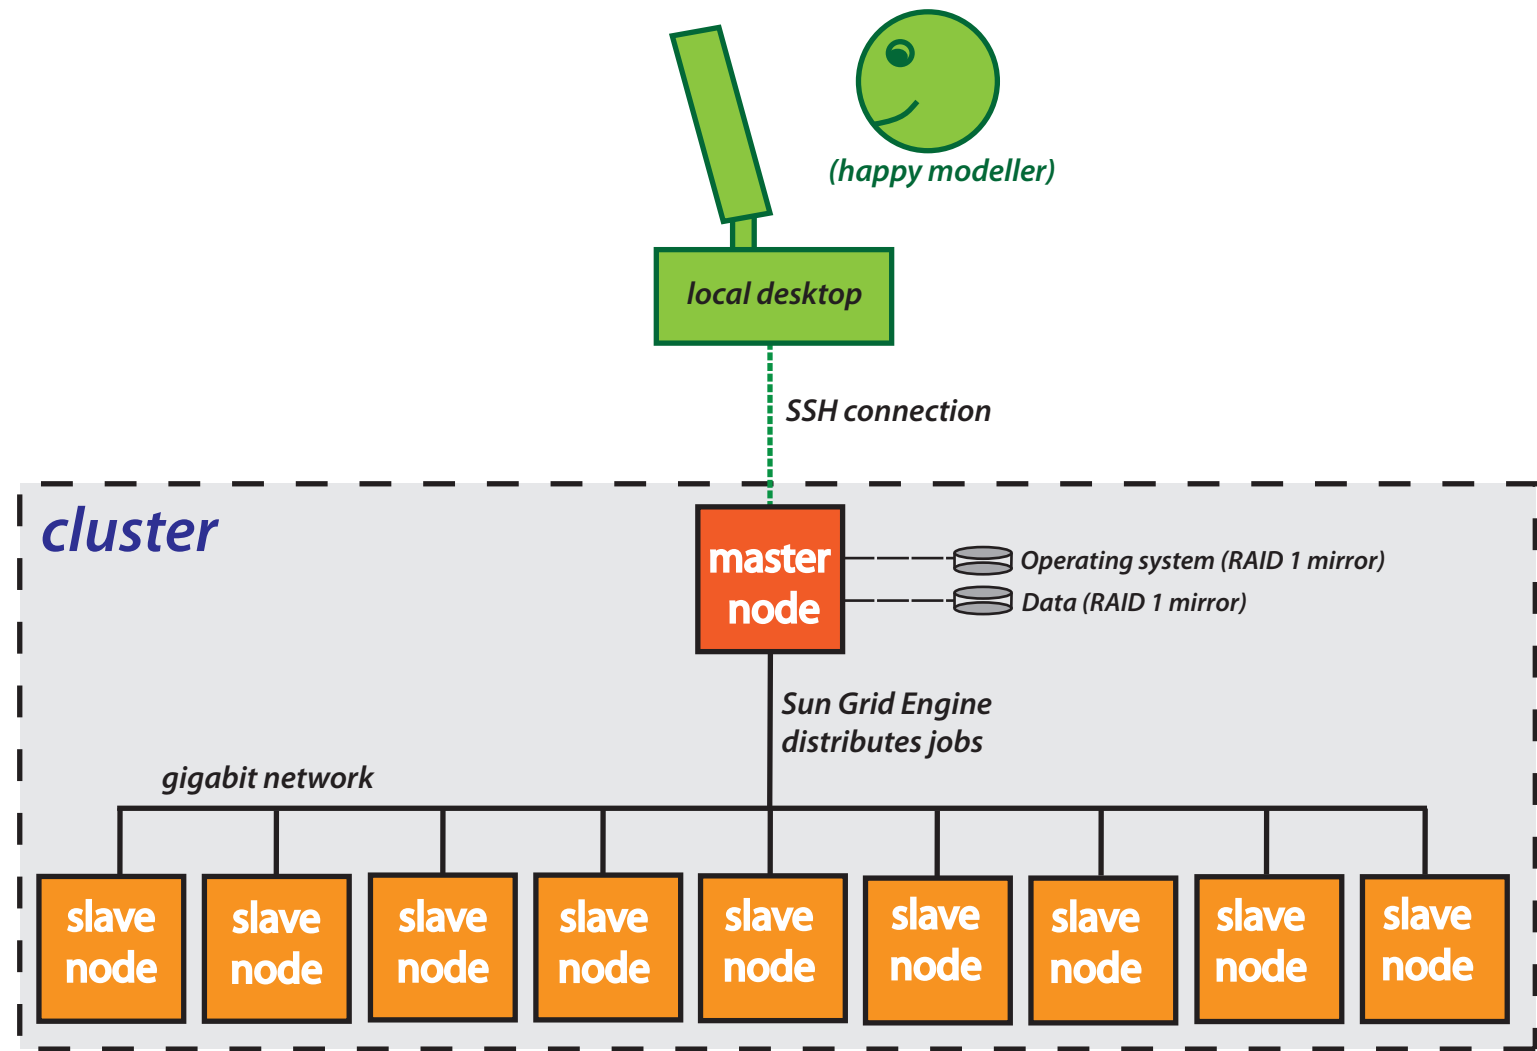 (happy modeller)
local desktop
SSH connection
cluster
master
node
Operating system (RAID 1 mirror)
Data (RAID 1 mirror)
Sun Grid Engine
distributes jobs
gigabit network
slave
node
slave
node
slave
node
slave
node
slave
node
slave
node
slave
node
slave
node
slave
node